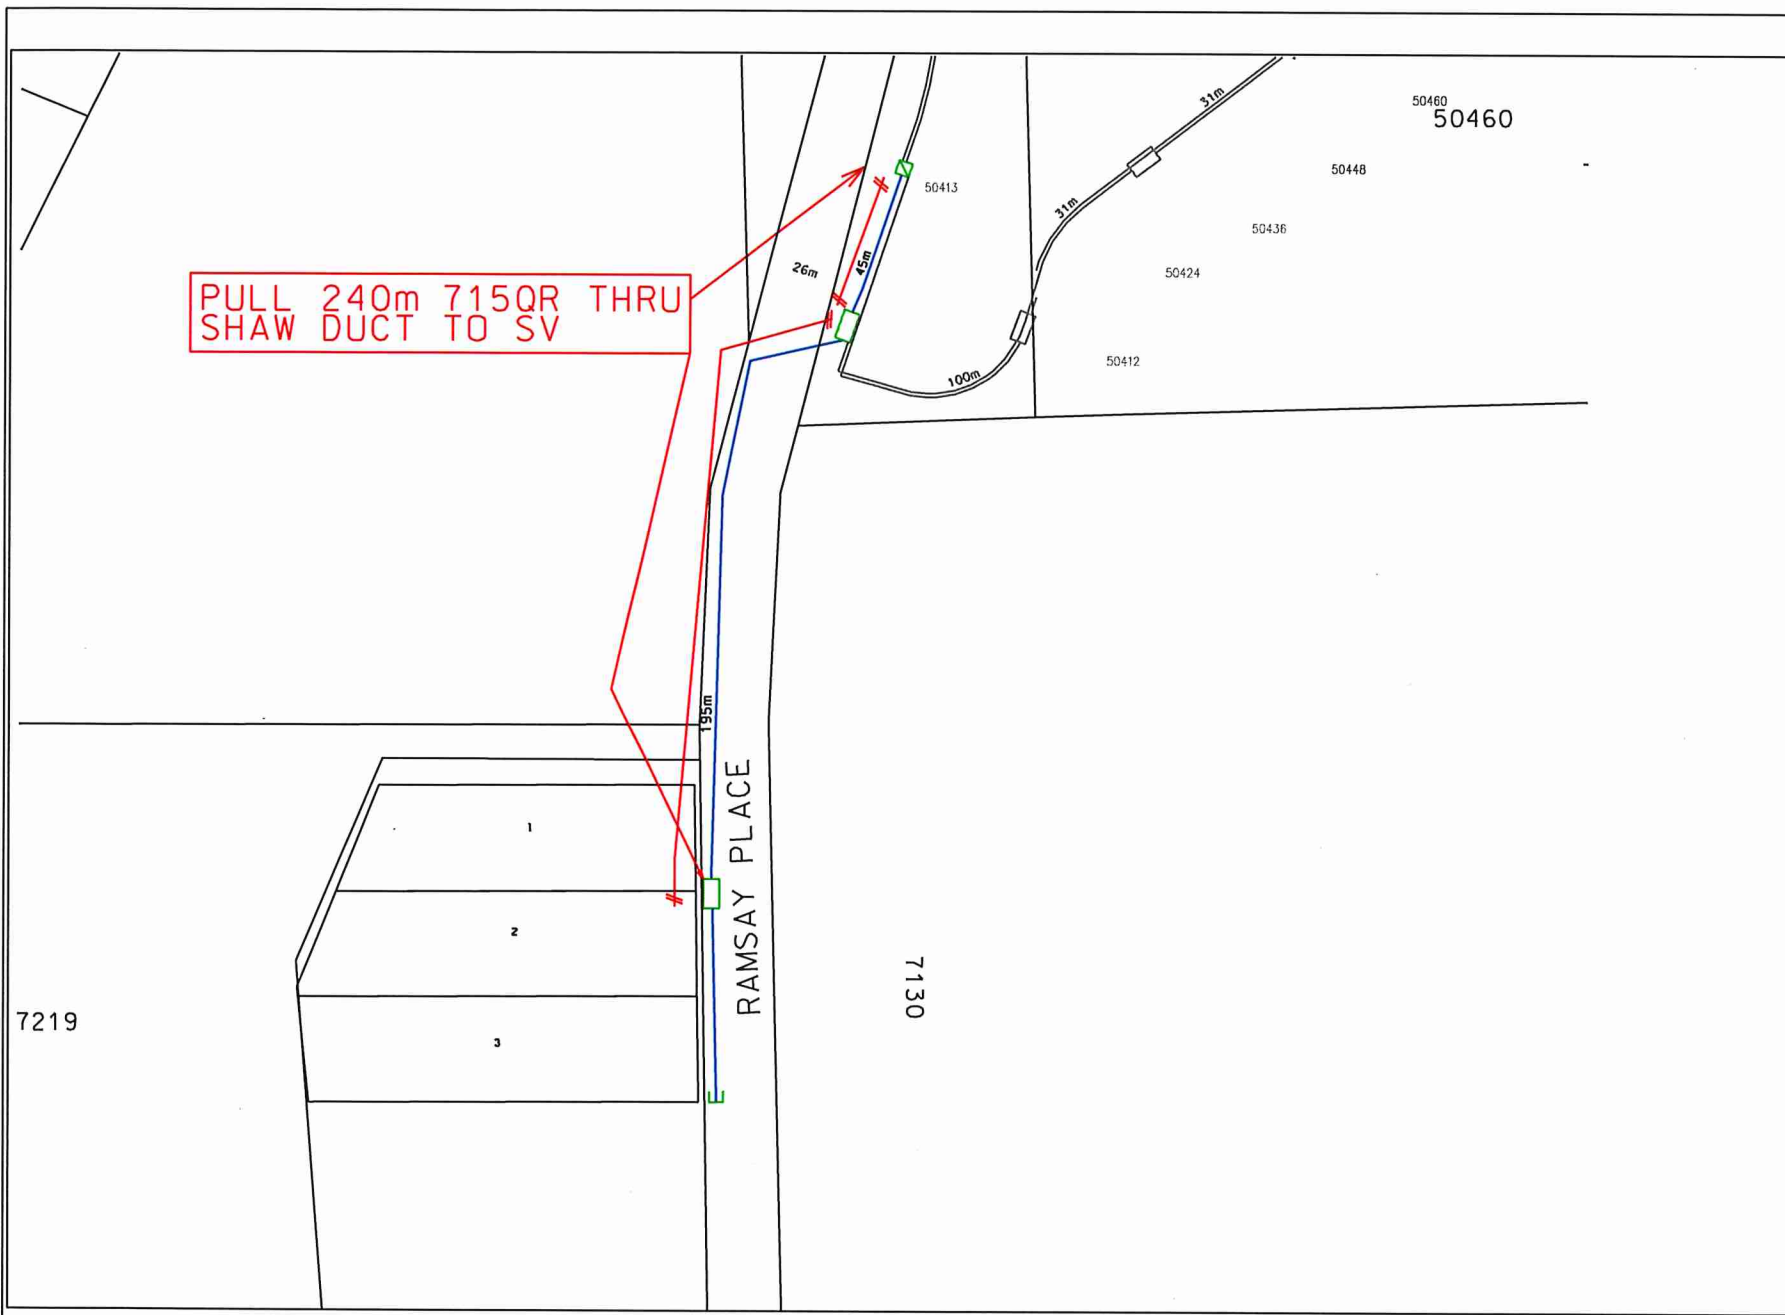 31m
50460
50460
50448
50413
31m
50436
26m
45m
50424
PULL 240m 715QR THRU
SHAW DUCT TO SV
50412
100m
195m
RAMSAY PLACE
1
2
7130
7219
3